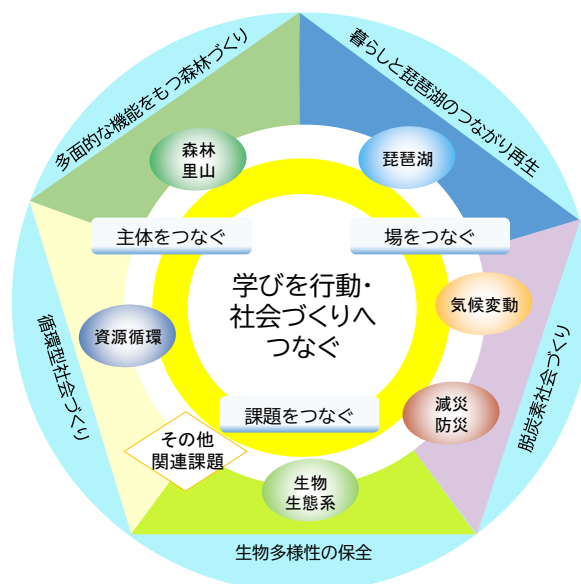 多面的な機能をもつ森林づくり
暮らしと琵琶湖のつながり再生
森林
里山
琵琶湖
主体をつなぐ
場をつなぐ
学びを行動・
社会づくりへ
つなぐ
気候変動
資源循環
循環型社会づくり
脱炭素社会づくり
課題をつなぐ
減災
防災
その他
関連課題
生物
生態系
生物多様性の保全